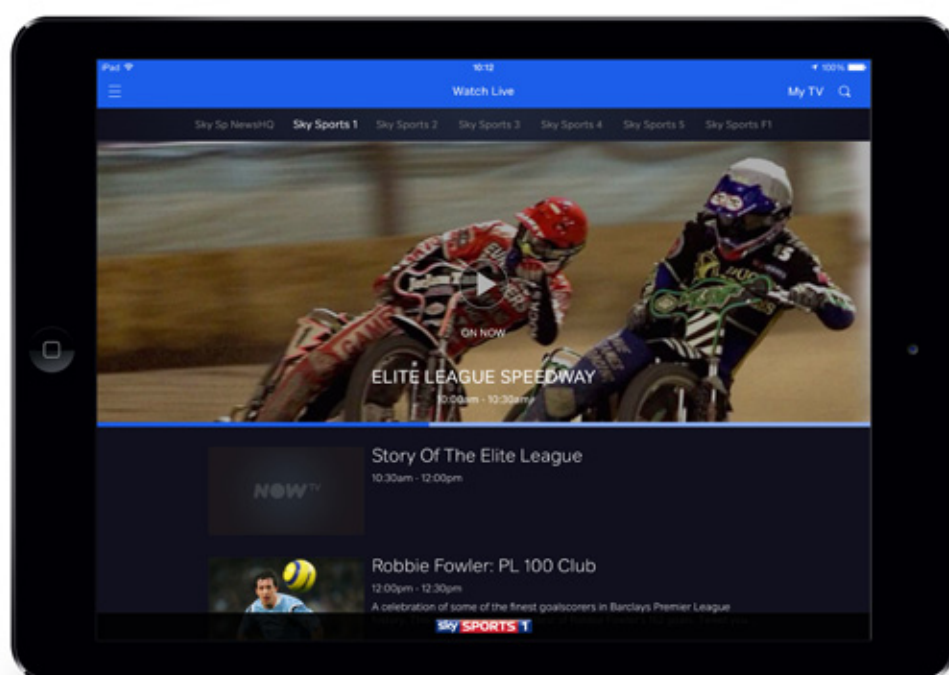 iPad 10:12 100%
Watch Live My TV
Sky Sp NewsHQ Sky Sports 1 Sky Sports 2 Sky Sports 3 Sky Sports 4 Sky Sports 5 Sky Sports F1
ON NOW
ELITE LEAGUE SPEEDWAY
10:00am - 10:30am
Story Of The Elite League
10:30am - 12:00pm
NOW TV
Robbie Fowler: PL 100 Club
12:00pm - 12:30pm
A celebration of some of the finest goalscorers in Barclays Premier League
sky SPORTS 1